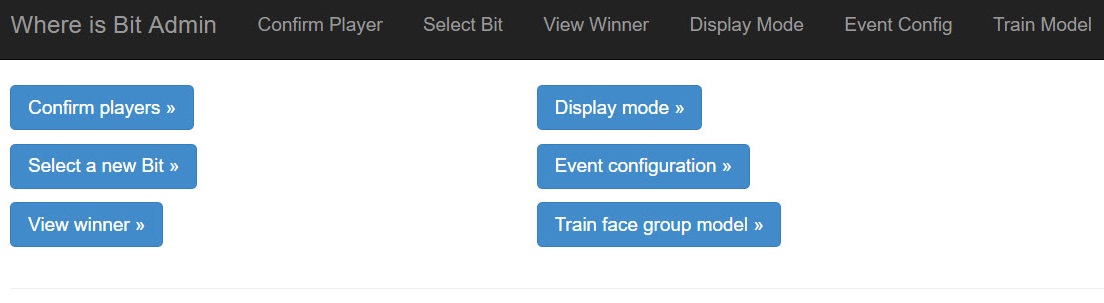 Where is Bit Admin Confirm Player Select Bit View Winner Display Mode Event Config Train Model
Confirm players » Display mode »
Select a new Bit » Event configuration »
View winner » Train face group model »